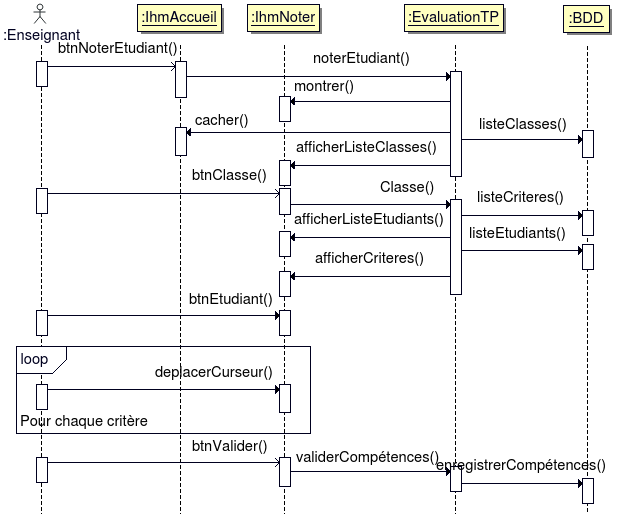 :IhmAccueil
:IhmNoter
:EvaluationTP
:BDD
:Enseignant
btnNoterEtudiant()
noterEtudiant()
montrer()
cacher()
listeClasses()
afficherListeClasses()
btnClasse()
Classe()
listeCriteres()
afficherListeEtudiants()
listeEtudiants()
afficherCriteres()
btnEtudiant()
loop
deplacerCurseur()
Pour chaque critère
btnValider()
validerCompétences()
enregistrerCompétences()